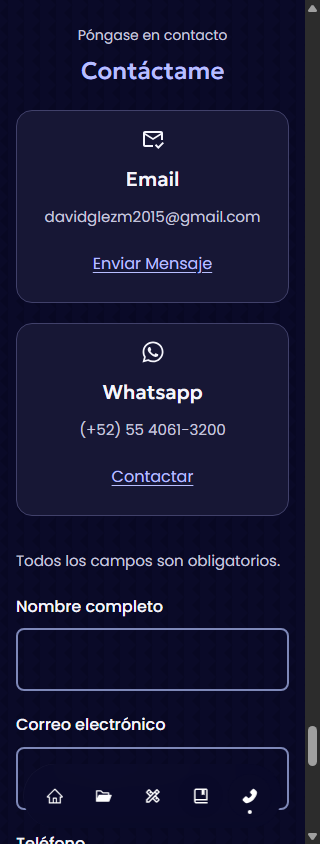 Póngase en contacto
Contáctame
Email
davidglezm2015@gmail.com
Enviar Mensaje
Whatsapp
(+52) 55 4061-3200
Contactar
Todos los campos son obligatorios.
Nombre completo
Correo electrónico
Teléfono